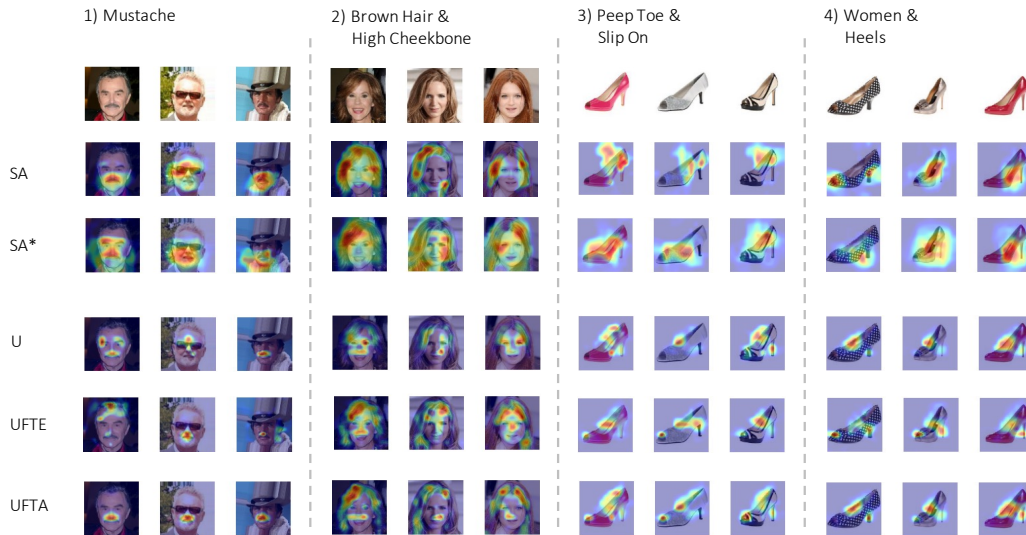 1) Mustache
2) Brown Hair &
High Cheekbone
3) Peep Toe &
Slip On
4) Women &
Heels
SA
SA*
U
UFTE
UFTA